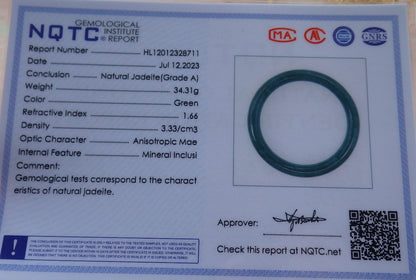 NQTC
GEMOLOGICAL
INSTITUTE
® REPORT
MA
AL
GNBS
Report Number HL12012328711
Date Jul 12.2023
Conclusion Natural Jadeite(Grade A)
Weight 34.31g
Color Green
Refractive Index 1.66
Density 3.33/cm3
Optic Character Anisotropic Mae
Internal Feature Mineral Inclusi
Comment:
Gemological tests correspond to the charact
eristics of natural jadeite.
Approver:
Check this report at NQTC.net